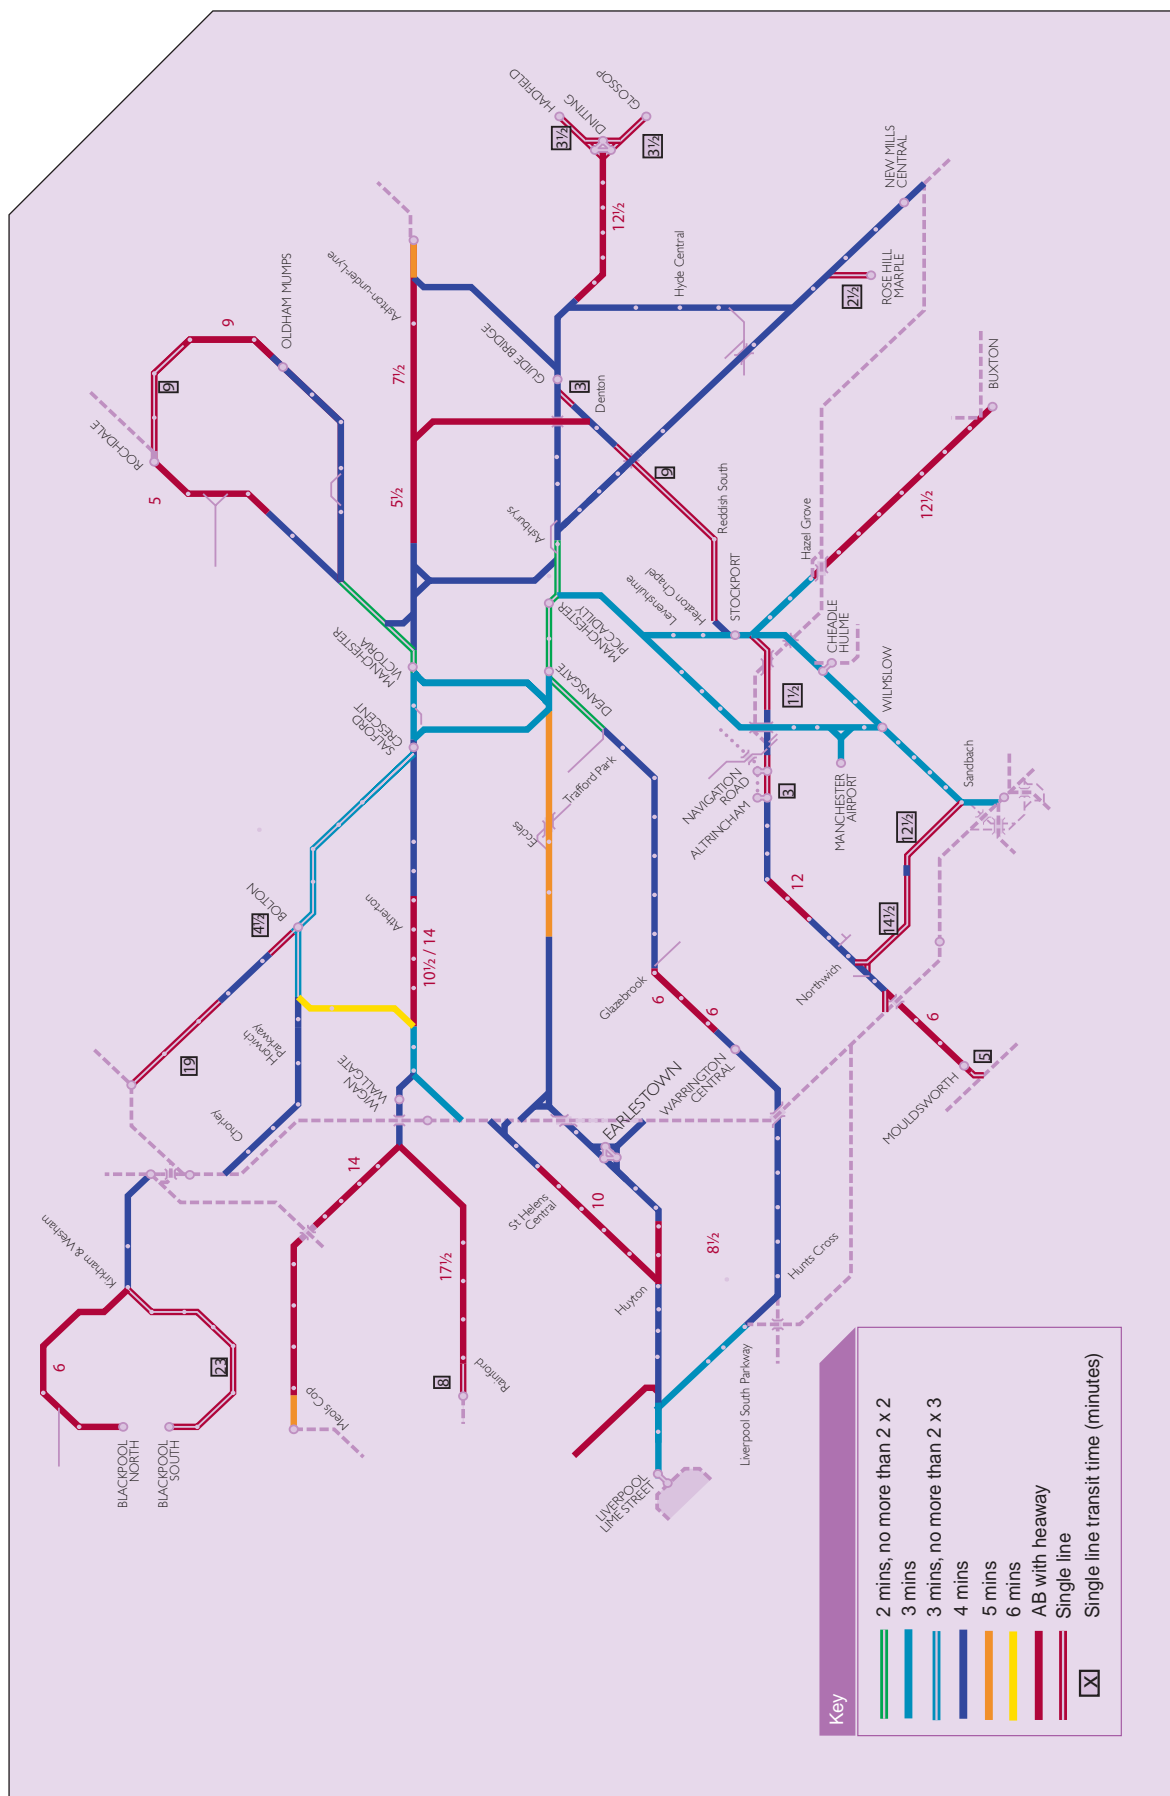 HADFIELD
DINTING
GLOSSOP
3½
3½
12½
NEW MILLS
CENTRAL
ROSE HILL
MARPLE
2½
Hyde Central
Ashton-under-Lyne
GUIDE BRIDGE
7½
OLDHAM MUMPS
9
9
ROCHDALE
5
5½
3
Denton
9
Reddish South
BUXTON
12½
Hazel Grove
Ashburys
MANCHESTER
PICCADILLY
Levenshulme
Heaton Chapel
STOCKPORT
CHEADLE
HULME
WILMSLOW
MANCHESTER
VICTORIA
SALFORD
CRESCENT
DEANSGATE
Trafford Park
Eccles
1½
NAVIGATION
ROAD
ALTRINCHAM
3
MANCHESTER
AIRPORT
Sandbach
12½
14½
12
Northwich
6
5
MOULDSWORTH
BOLTON
4½
Atherton
10½ / 14
Glazebrook
6
6
WARRINGTON
CENTRAL
EARLESTOWN
19
Horwich
Parkway
Chorley
WIGAN
WALLGATE
14
17½
St Helens
Central
10
8½
Huyton
Hunts Cross
Liverpool South Parkway
LIVERPOOL
LIME STREET
Kirkham & Wesham
6
23
BLACKPOOL
NORTH
BLACKPOOL
SOUTH
Meols Cop
8
Rainford
Key
2 mins, no more than 2 x 2
3 mins
3 mins, no more than 2 x 3
4 mins
5 mins
6 mins
AB with heaway
Single line
X Single line transit time (minutes)